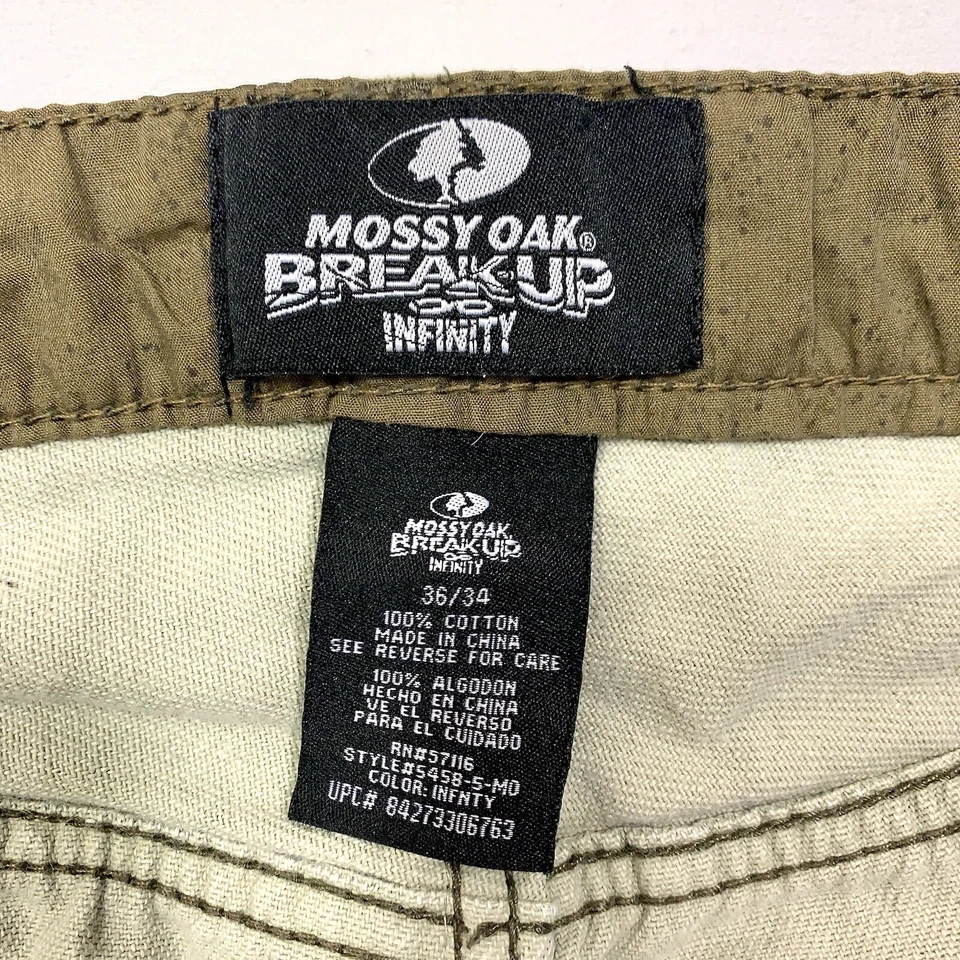 MOSSY OAK®
BREAK-UP
INFINITY
MOSSY OAK
BREAK-UP
INFINITY
36/34
100% COTTON
MADE IN CHINA
SEE REVERSE FOR CARE
100% ALGODON
HECHO EN CHINA
VE EL REVERSO
PARA EL CUIDADO
RN#57116
STYLE#5458-5-MO
COLOR: INFNTY
UPC# 84273306763